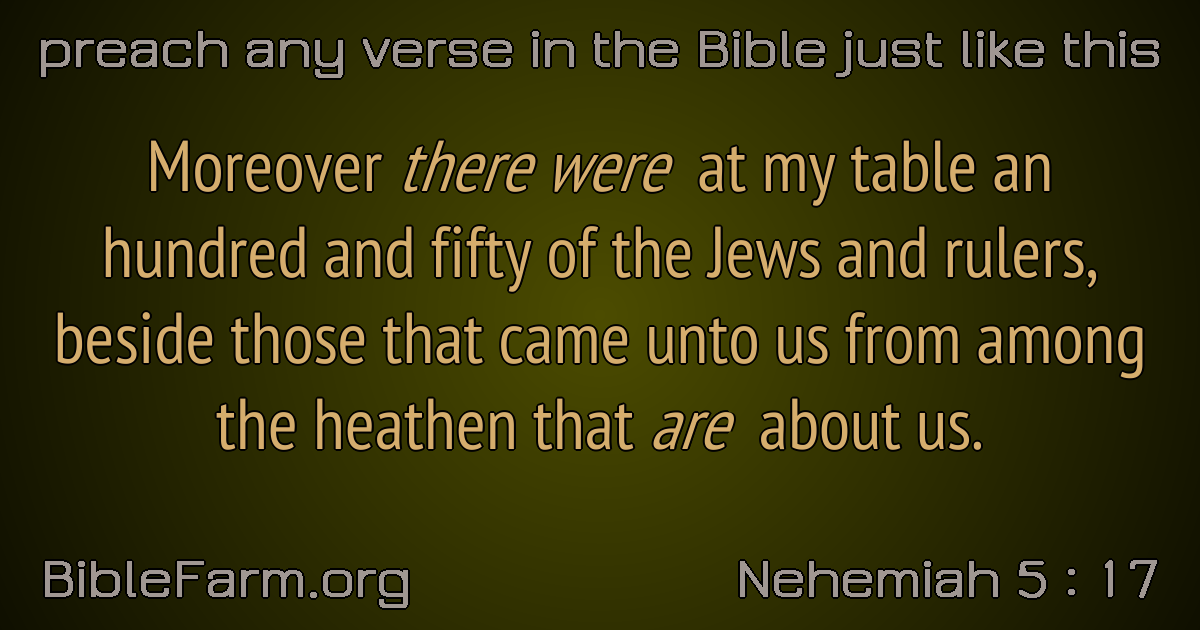 preach any verse in the Bible just like this
Moreover there were at my table an
hundred and fifty of the Jews and rulers,
beside those that came unto us from among
the heathen that are about us.
BibleFarm.org
Nehemiah 5 : 17